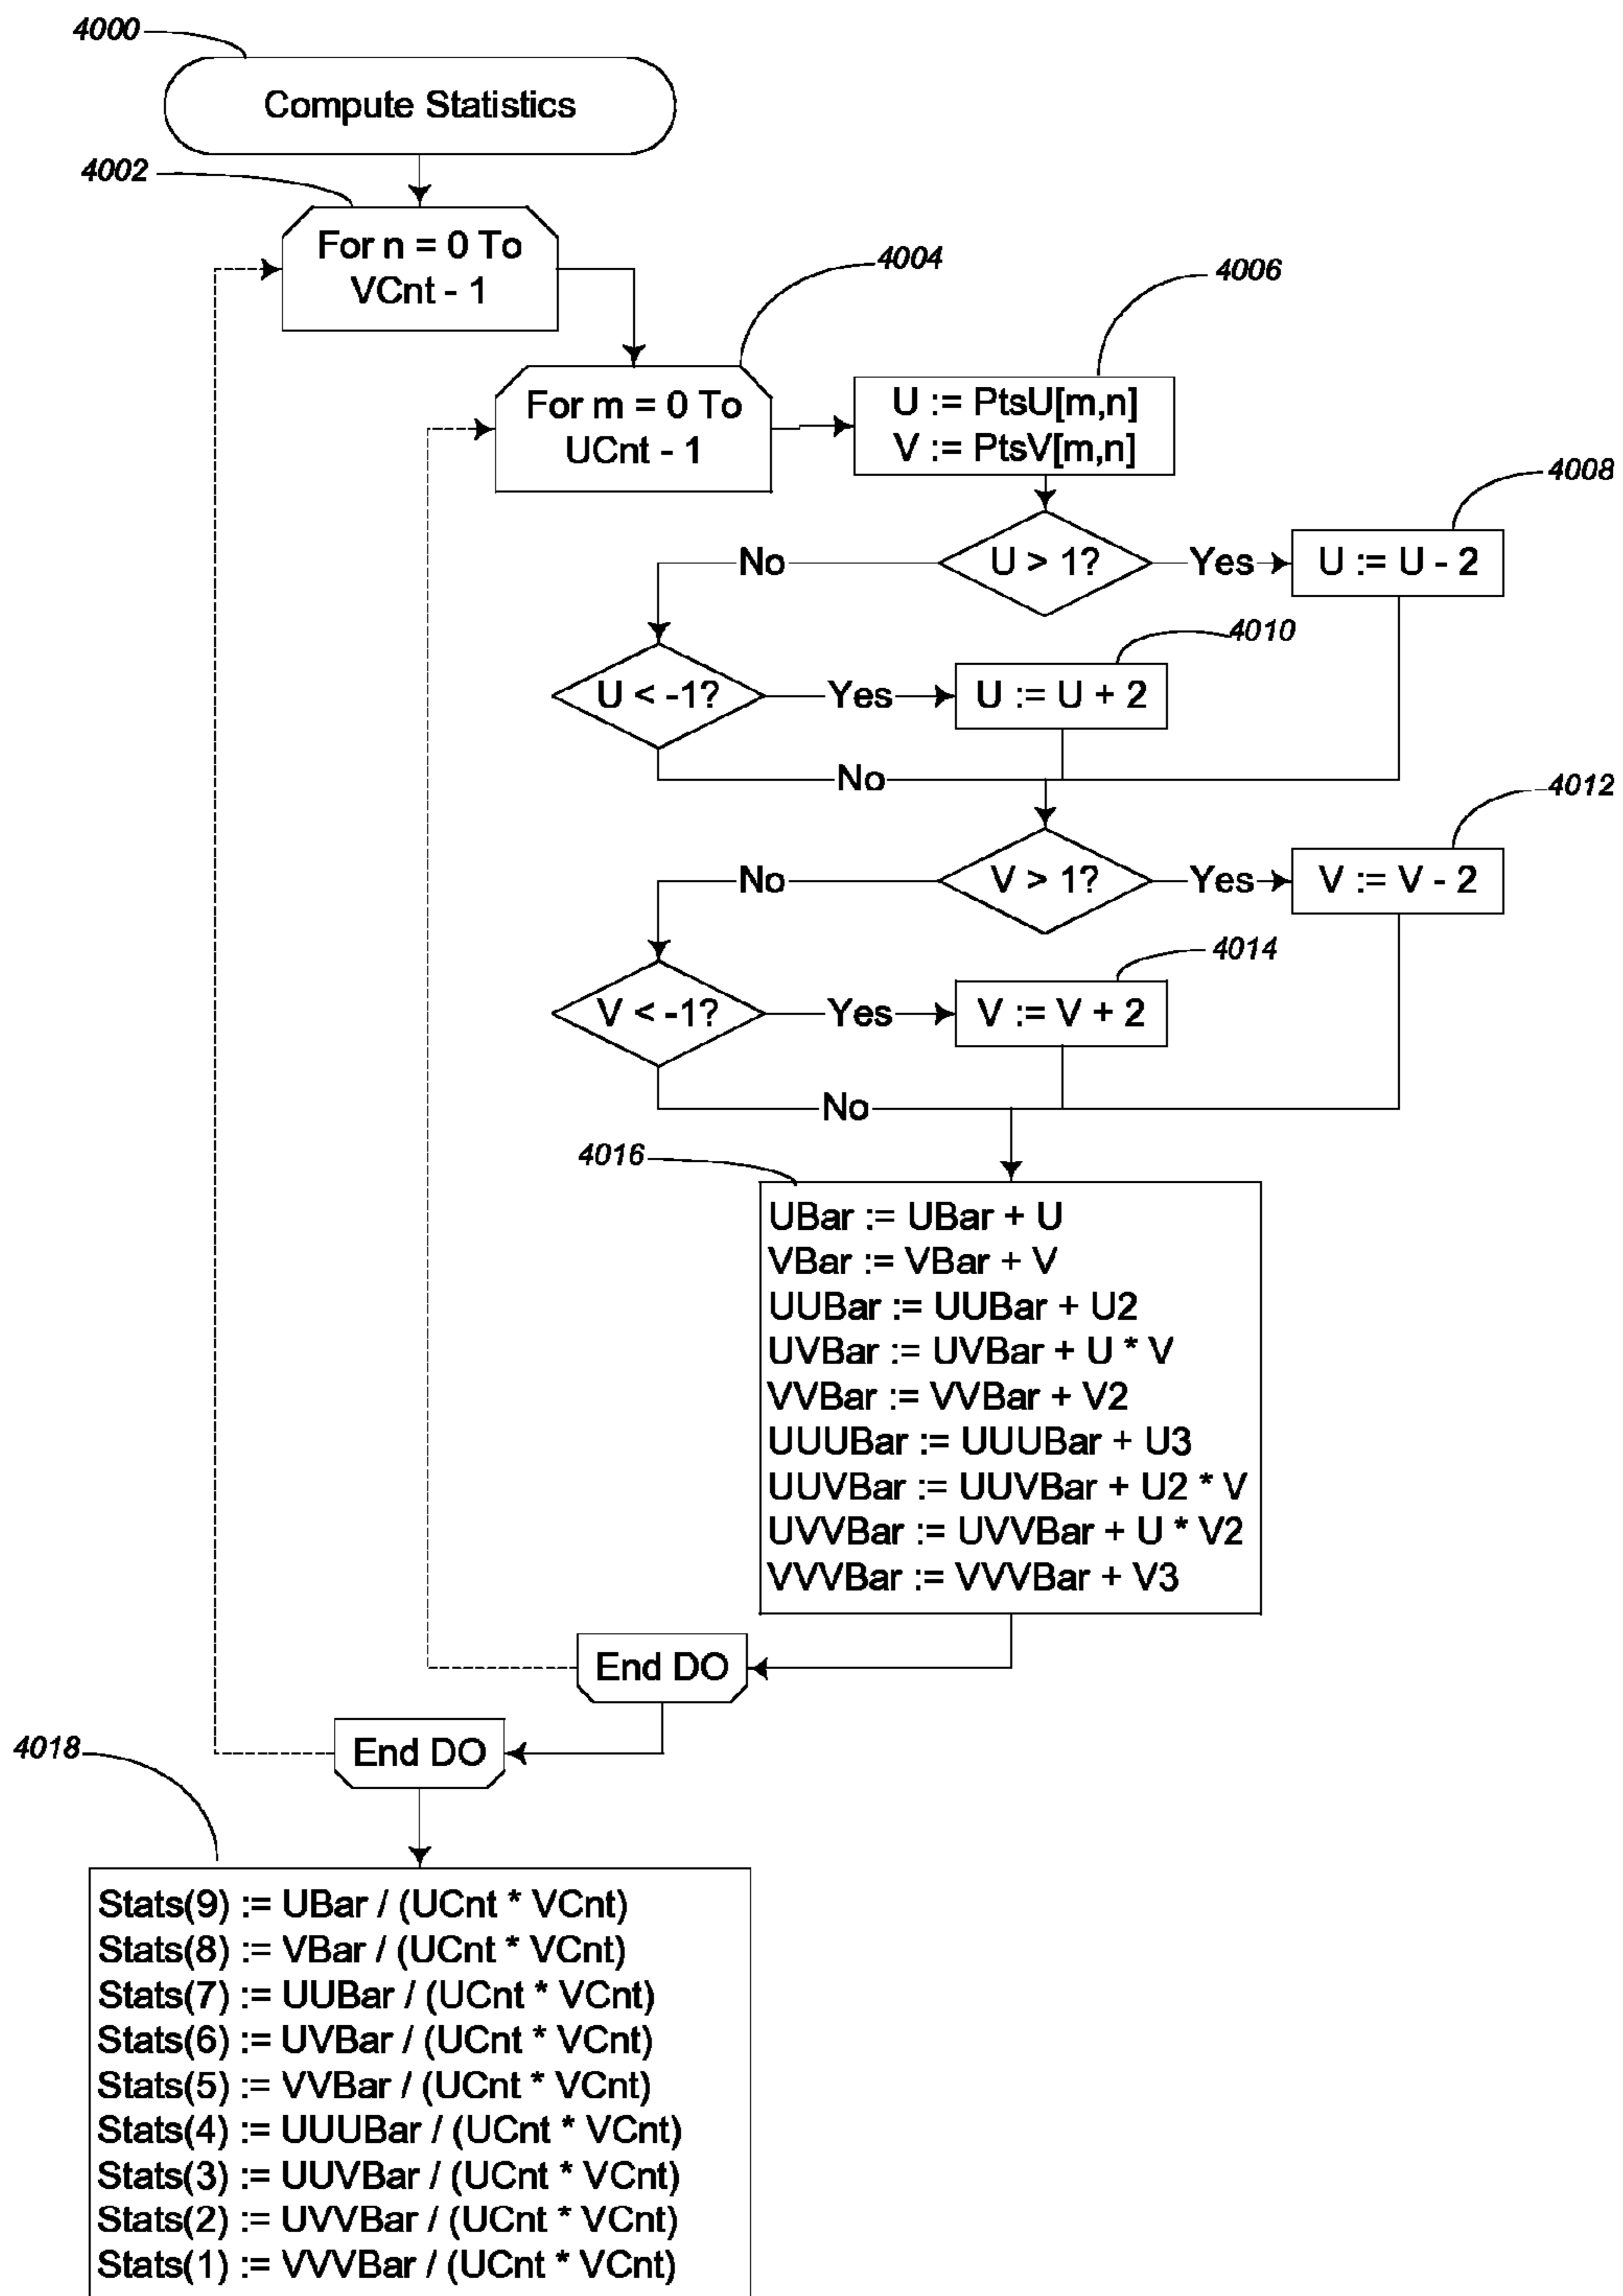 4000
Compute Statistics
4002
For n = 0 To
VCnt - 1
4004
For m = 0 To
UCnt - 1
4006
U := PtsU[m,n]
V := PtsV[m,n]
4008
No
U > 1?
Yes
U := U - 2
4010
U < -1?
Yes
U := U + 2
No
4012
No
V > 1?
Yes
V := V - 2
4014
V < -1?
Yes
V := V + 2
No
4016
UBar := UBar + U
VBar := VBar + V
UUBar := UUBar + U2
UVBar := UVBar + U * V
VVBar := VVBar + V2
UUUBar := UUUBar + U3
UUVBar := UUVBar + U2 * V
UVVBar := UVVBar + U * V2
VVVBar := VVVBar + V3
End DO
End DO
4018
Stats(9) := UBar / (UCnt * VCnt)
Stats(8) := VBar / (UCnt * VCnt)
Stats(7) := UUBar / (UCnt * VCnt)
Stats(6) := UVBar / (UCnt * VCnt)
Stats(5) := VVBar / (UCnt * VCnt)
Stats(4) := UUUBar / (UCnt * VCnt)
Stats(3) := UUVBar / (UCnt * VCnt)
Stats(2) := UVVBar / (UCnt * VCnt)
Stats(1) := VVVBar / (UCnt * VCnt)